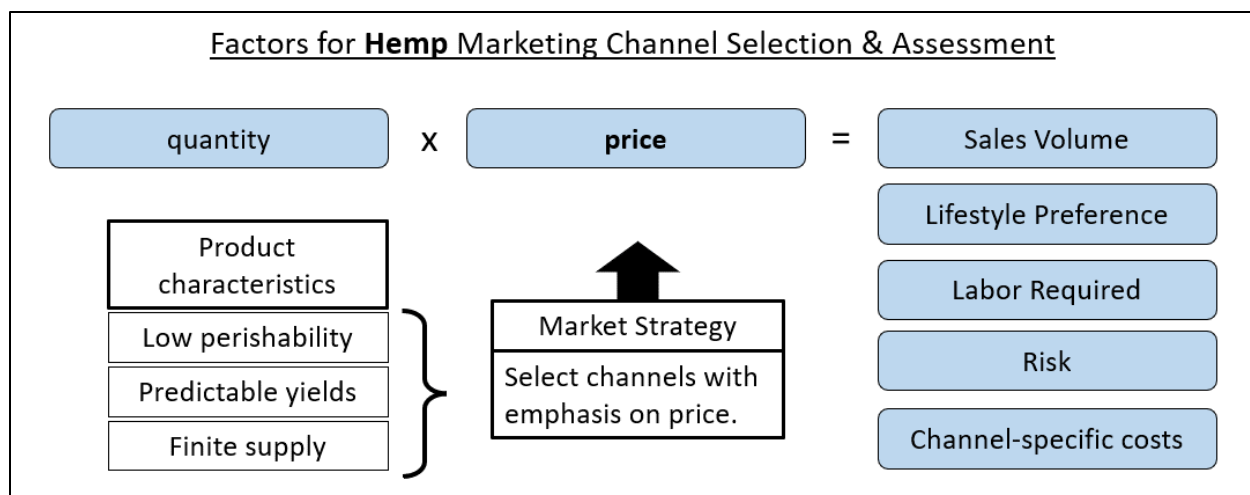 Factors for Hemp Marketing Channel Selection & Assessment
quantity x price = Sales Volume
Lifestyle Preference
Labor Required
Risk
Channel-specific costs
Product
characteristics
Low perishability
Predictable yields
Finite supply
Market Strategy
Select channels with
emphasis on price.